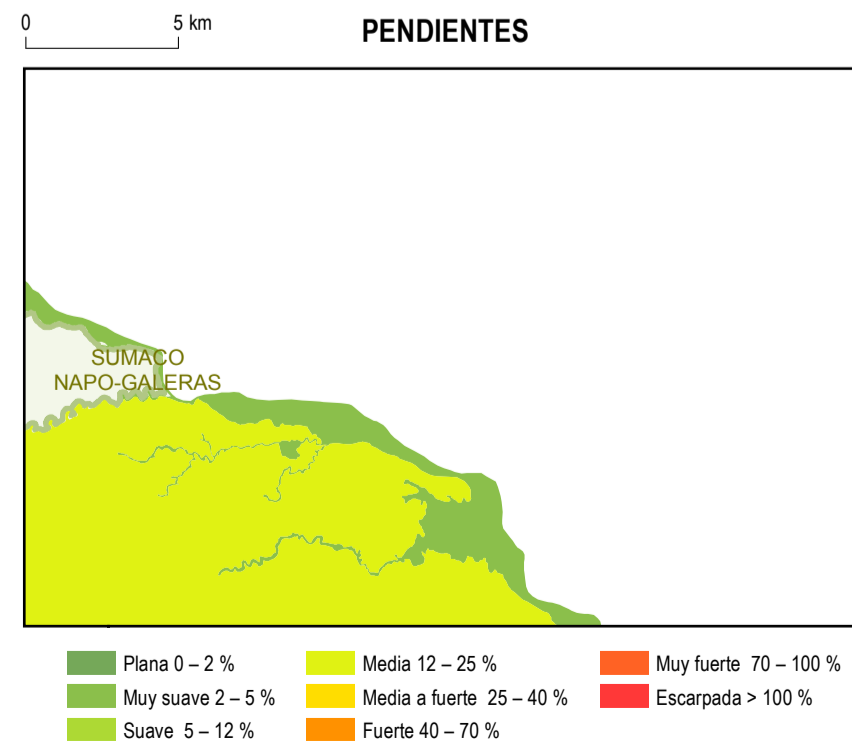 0 5 km
PENDIENTES
SUMACO
NAPO-GALERAS
Plana 0 – 2 %
Muy suave 2 – 5 %
Suave 5 – 12 %
Media 12 – 25 %
Media a fuerte 25 – 40 %
Fuerte 40 – 70 %
Muy fuerte 70 – 100 %
Escarpada > 100 %